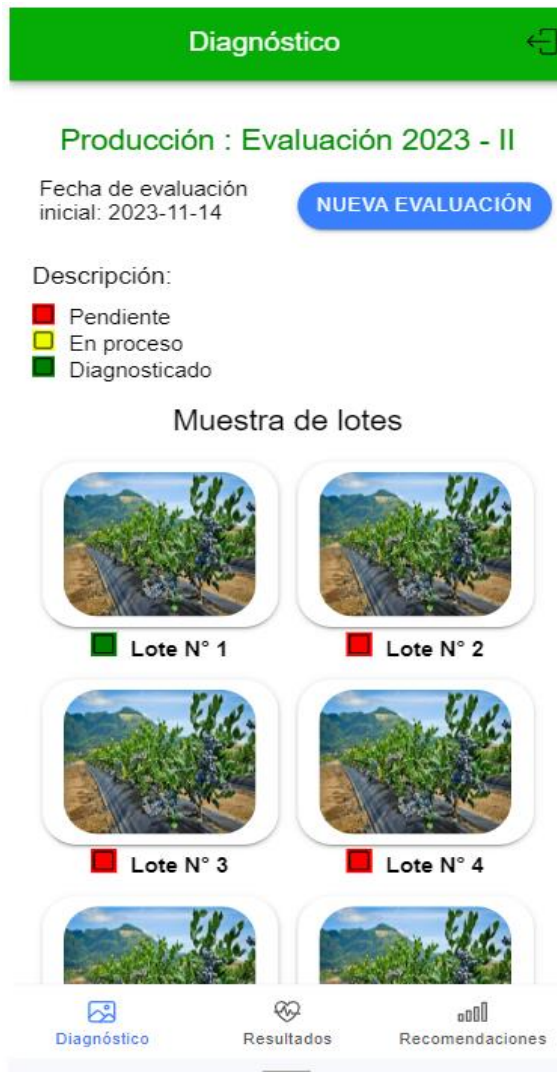 Diagnóstico
Producción : Evaluación 2023 - II
Fecha de evaluación
inicial: 2023-11-14
NUEVA EVALUACIÓN
Descripción:
Pendiente
En proceso
Diagnosticado
Muestra de lotes
Lote N° 1
Lote N° 2
Lote N° 3
Lote N° 4
Diagnóstico
Resultados
Recomendaciones